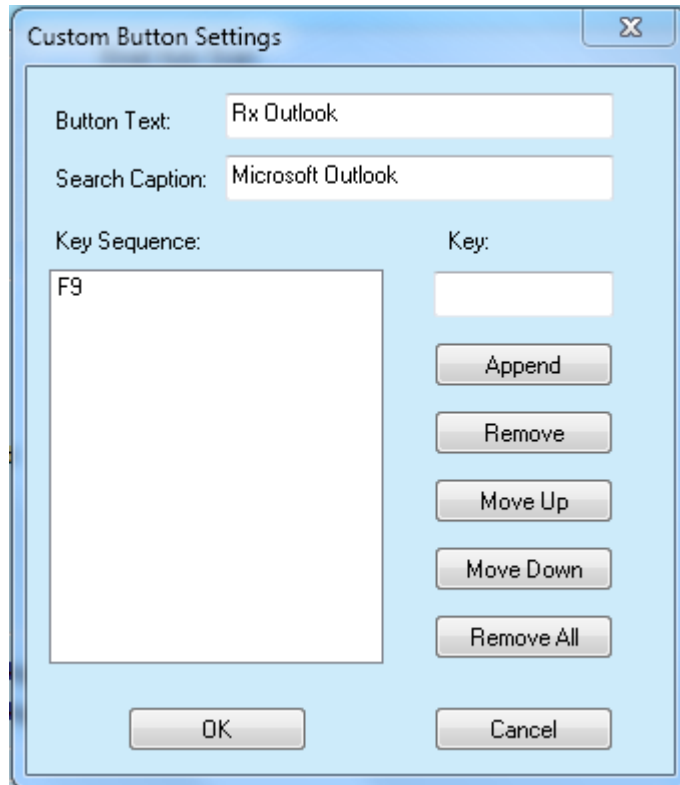 Custom Button Settings
Button Text: Rx Outlook
Search Caption: Microsoft Outlook
Key Sequence: Key:
F9
Append
Remove
Move Up
Move Down
Remove All
OK Cancel